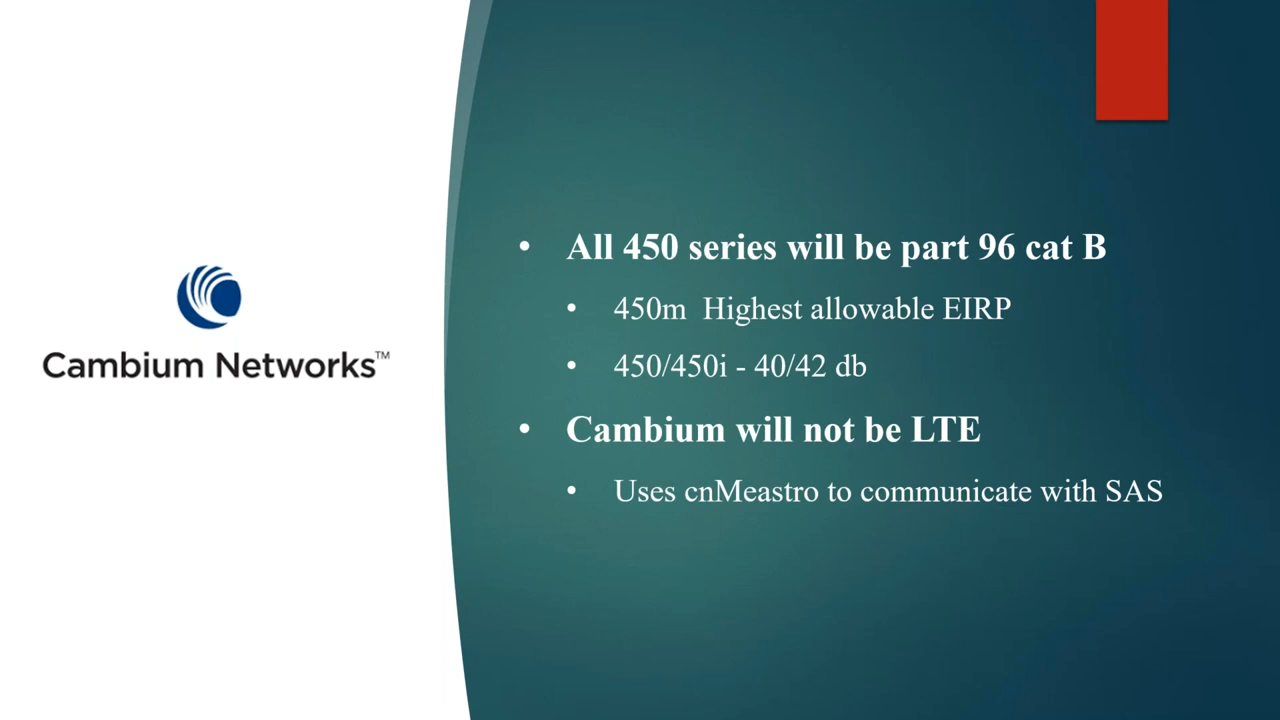 Cambium Networks™
• All 450 series will be part 96 cat B
• 450m  Highest allowable EIRP
• 450/450i - 40/42 db
• Cambium will not be LTE
• Uses cnMeastro to communicate with SAS